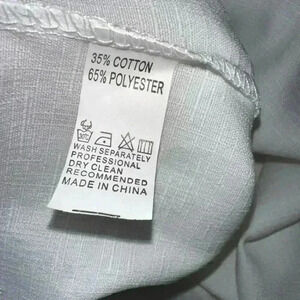 35% COTTON
65% POLYESTER
WASH SEPARATELY
PROFESSIONAL
DRY CLEAN
RECOMMENDED
MADE IN CHINA